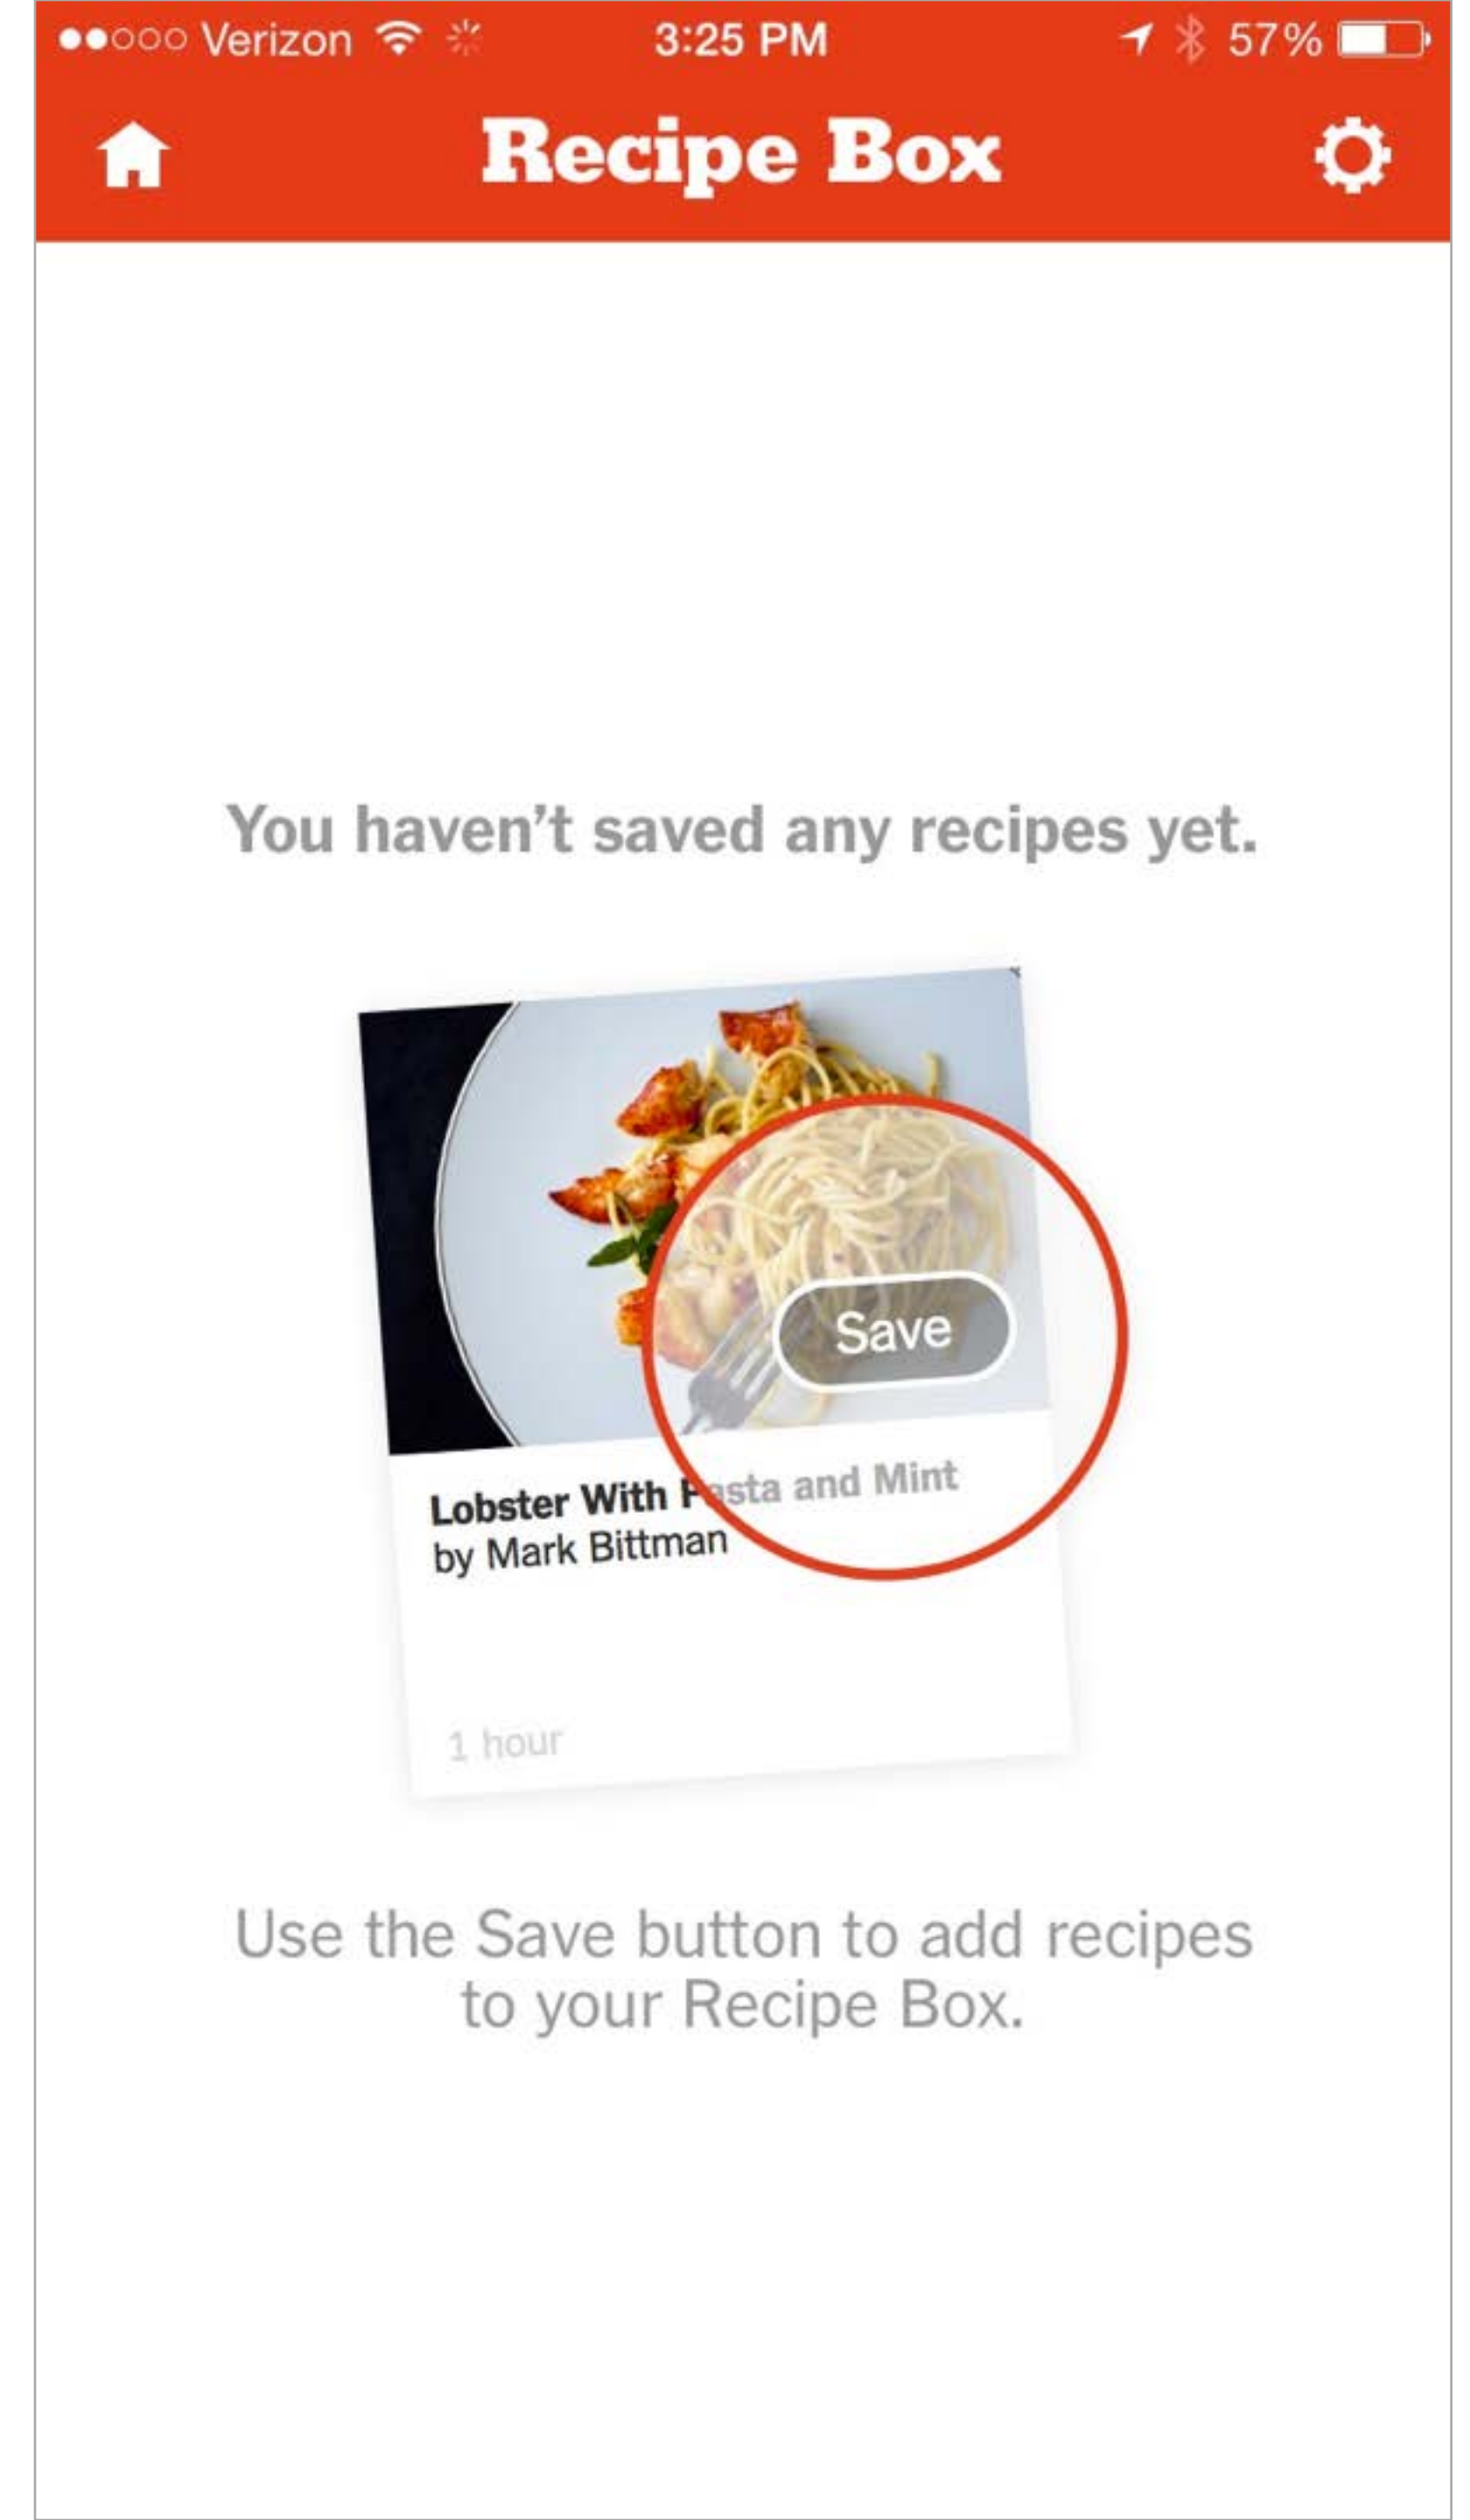 Verizon 3:25 PM 57%
Recipe Box
You haven’t saved any recipes yet.
Save
Lobster With Pasta and Mint
by Mark Bittman
1 hour
Use the Save button to add recipes
to your Recipe Box.